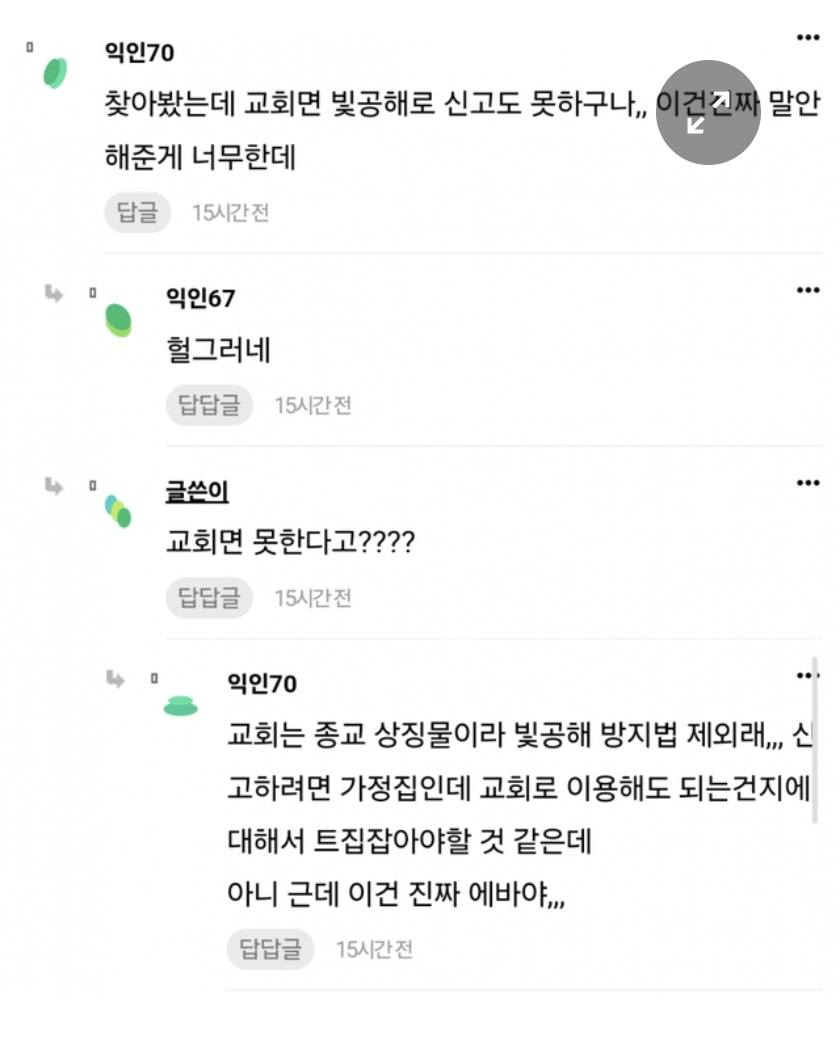 익인70
찾아봤는데 교회면 빛공해로 신고도 못하구나,, 이건진짜 말안
해준게 너무한데
답글 15시간 전
익인67
헐그러네
답답글 15시간 전
글쓴이
교회면 못한다고????
답답글 15시간 전
익인70
교회는 종교 상징물이라 빛공해 방지법 제외래,,, 신
고하려면 가정집인데 교회로 이용해도 되는건지에
대해서 트집잡아야할 것 같은데
아니 근데 이건 진짜 에바야,,,
답답글 15시간 전